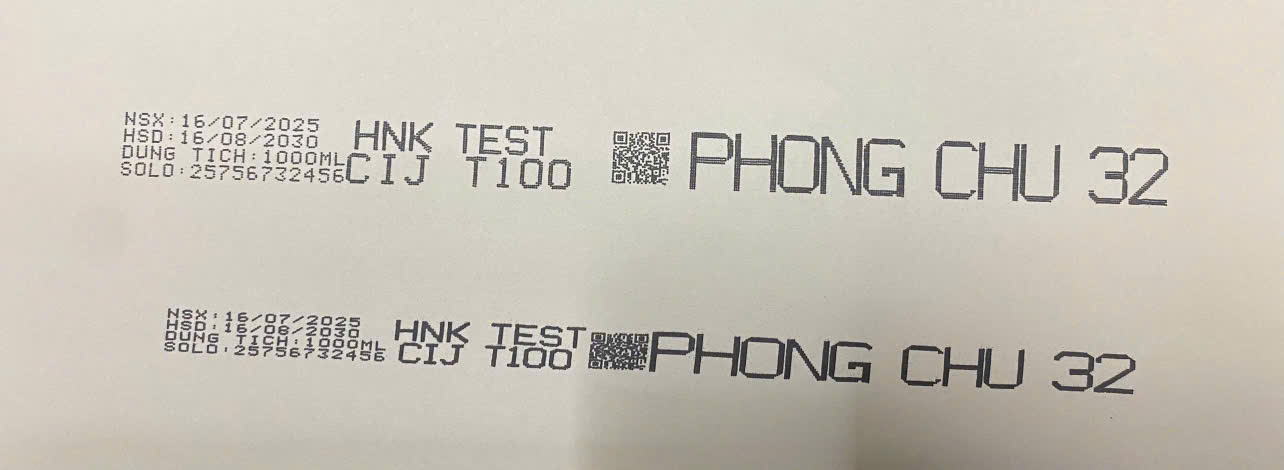 NSX:16/07/2025
HSD:16/08/2030
DUNG TICH:1000ML
SOLO:25756732456
HNK TEST
CIJ T100
PHONG CHU 32
NSX:16/07/2025
HSD:16/08/2030
DUNG TICH:1000ML
SOLO:25756732456
HNK TEST
CIJ T100
PHONG CHU 32